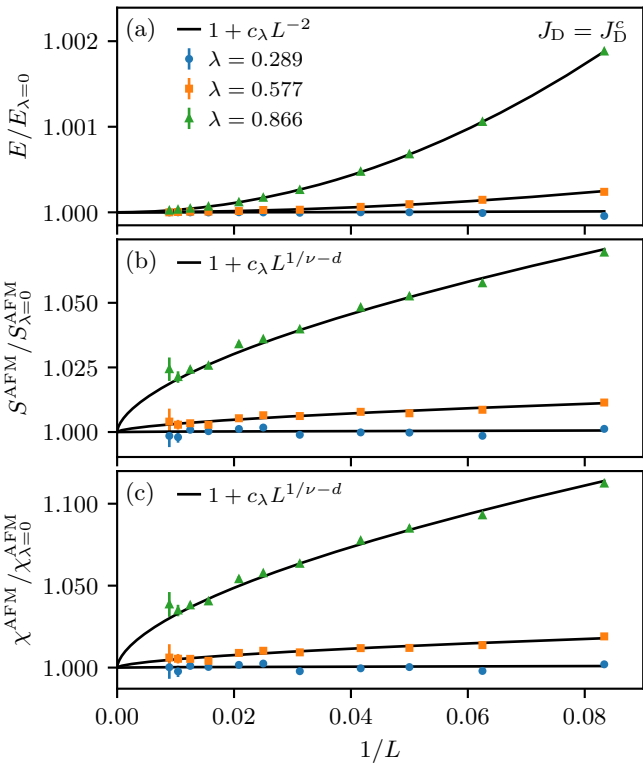 (a) 1 + c_λ L^{−2} J_D = J_D^c
λ = 0.289
λ = 0.577
λ = 0.866
E/E_{λ=0}
1.002
1.001
1.000
(b) 1 + c_λ L^{1/ν−d}
S^{AFM}/S^{AFM}_{λ=0}
1.050
1.025
1.000
(c) 1 + c_λ L^{1/ν−d}
χ^{AFM}/χ^{AFM}_{λ=0}
1.100
1.050
1.000
0.00 0.02 0.04 0.06 0.08
1/L